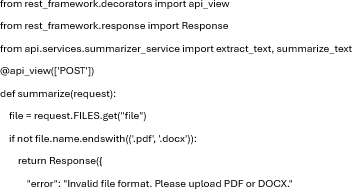 from rest_framework.decorators import api_view
from rest_framework.response import Response
from api.services.summarizer_service import extract_text, summarize_text
@api_view(['POST'])
def summarize(request):
file = request.FILES.get("file")
if not file.name.endswith(('.pdf', '.docx')):
return Response({
"error": "Invalid file format. Please upload PDF or DOCX."